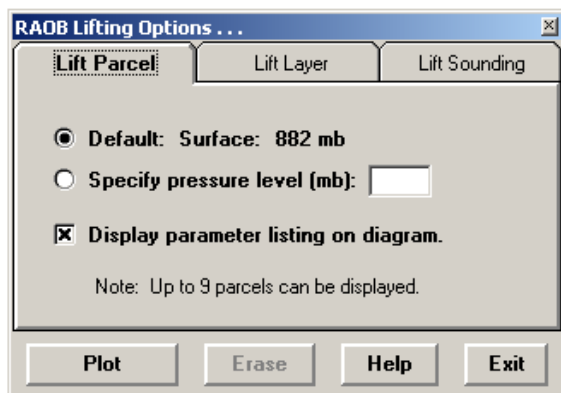 RAOB Lifting Options . . .
Lift Parcel Lift Layer Lift Sounding
Default: Surface: 882 mb
Specify pressure level (mb):
Display parameter listing on diagram.
Note: Up to 9 parcels can be displayed.
Plot Erase Help Exit